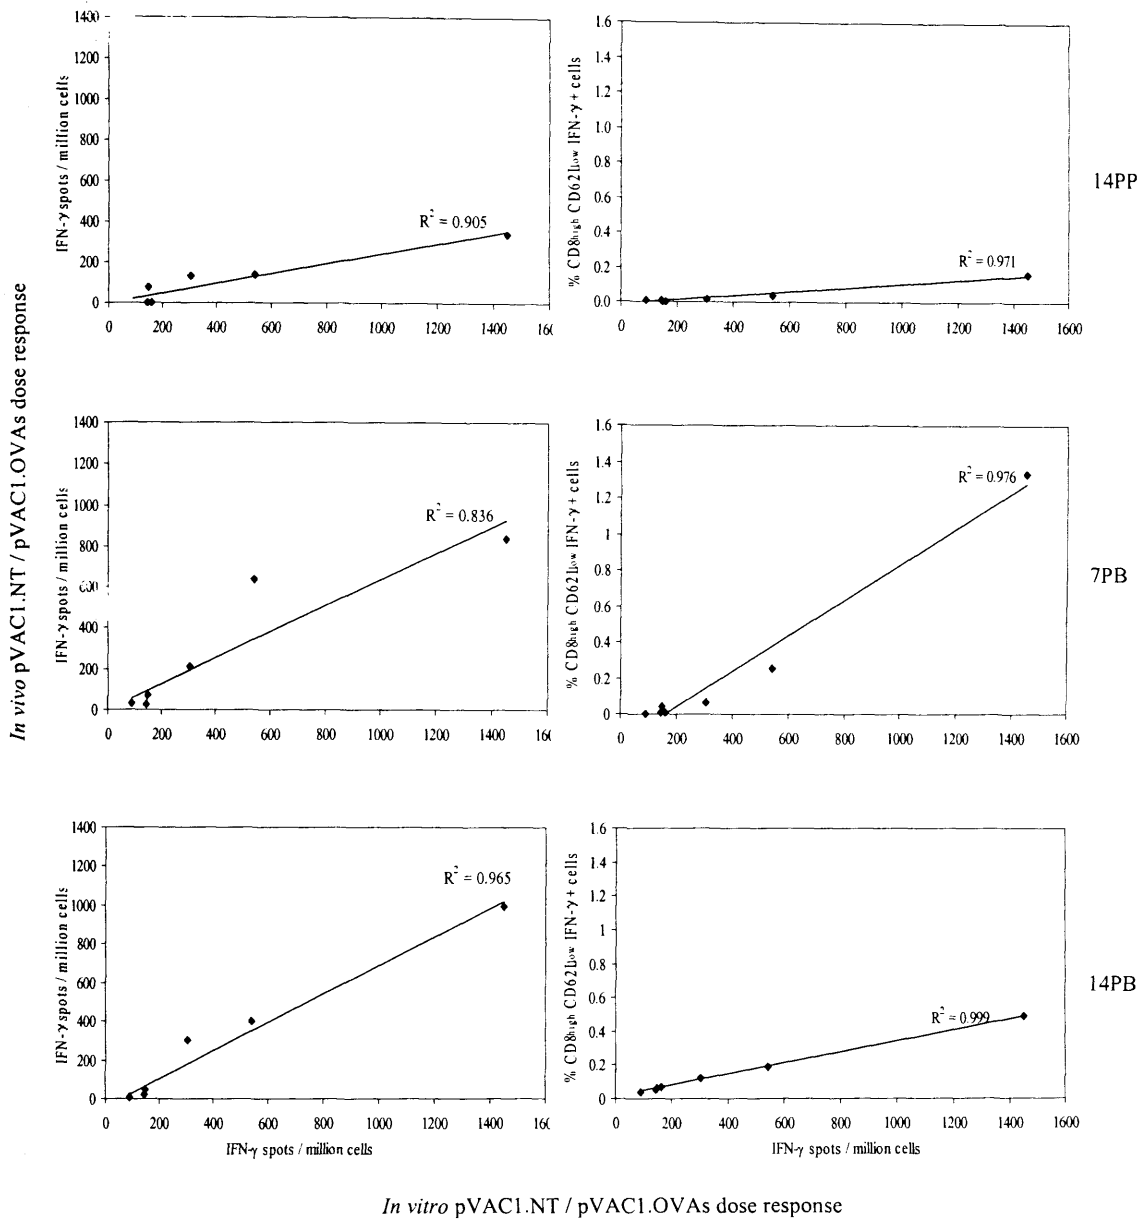 1400
1200
1000
800
600
400
200
0
IFN-γ spots / million cells
R² = 0.905
0 200 400 600 800 1000 1200 1400 160
1.6
1.4
1.2
1.0
0.8
0.6
0.4
0.2
0.0
% CD8high CD62Llow IFN-γ + cells
R² = 0.971
0 200 400 600 800 1000 1200 1400 1600
14PP
In vivo pVAC1.NT / pVAC1.OVAs dose response
1400
1200
1000
800
600
400
200
0
IFN-γ spots / million cells
R² = 0.836
0 200 400 600 800 1000 1200 1400 160
1.6
1.4
1.2
1
0.8
0.6
0.4
0.2
0
% CD8high CD62Llow IFN-γ + cells
R² = 0.976
0 200 400 600 800 1000 1200 1400 1600
7PB
1400
1200
1000
800
600
400
200
0
IFN-γ spots / million cells
R² = 0.965
0 200 400 600 800 1000 1200 1400 160
IFN-γ spots / million cells
1.6
1.4
1.2
1
0.8
0.6
0.4
0.2
0
% CD8high CD62Llow IFN-γ + cells
R² = 0.999
0 200 400 600 800 1000 1200 1400 1600
IFN-γ spots / million cells
14PB
In vitro pVAC1.NT / pVAC1.OVAs dose response